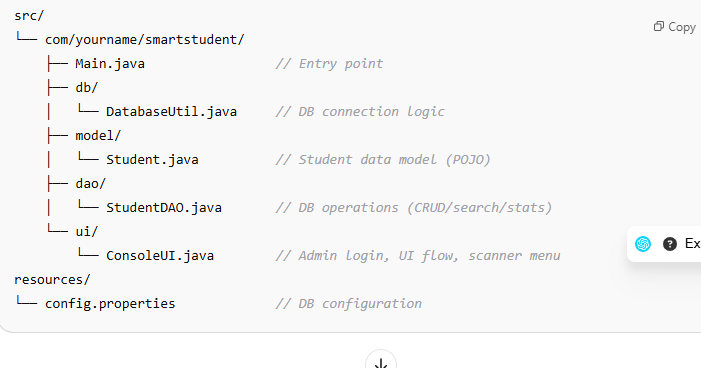 src/
└── com/yourname/smartstudent/
Copy
├── Main.java // Entry point
├── db/
│ └── DatabaseUtil.java // DB connection logic
├── model/
│ └── Student.java // Student data model (POJO)
├── dao/
│ └── StudentDAO.java // DB operations (CRUD/search/stats)
└── ui/
Ex
└── ConsoleUI.java // Admin login, UI flow, scanner menu
resources/
└── config.properties // DB configuration